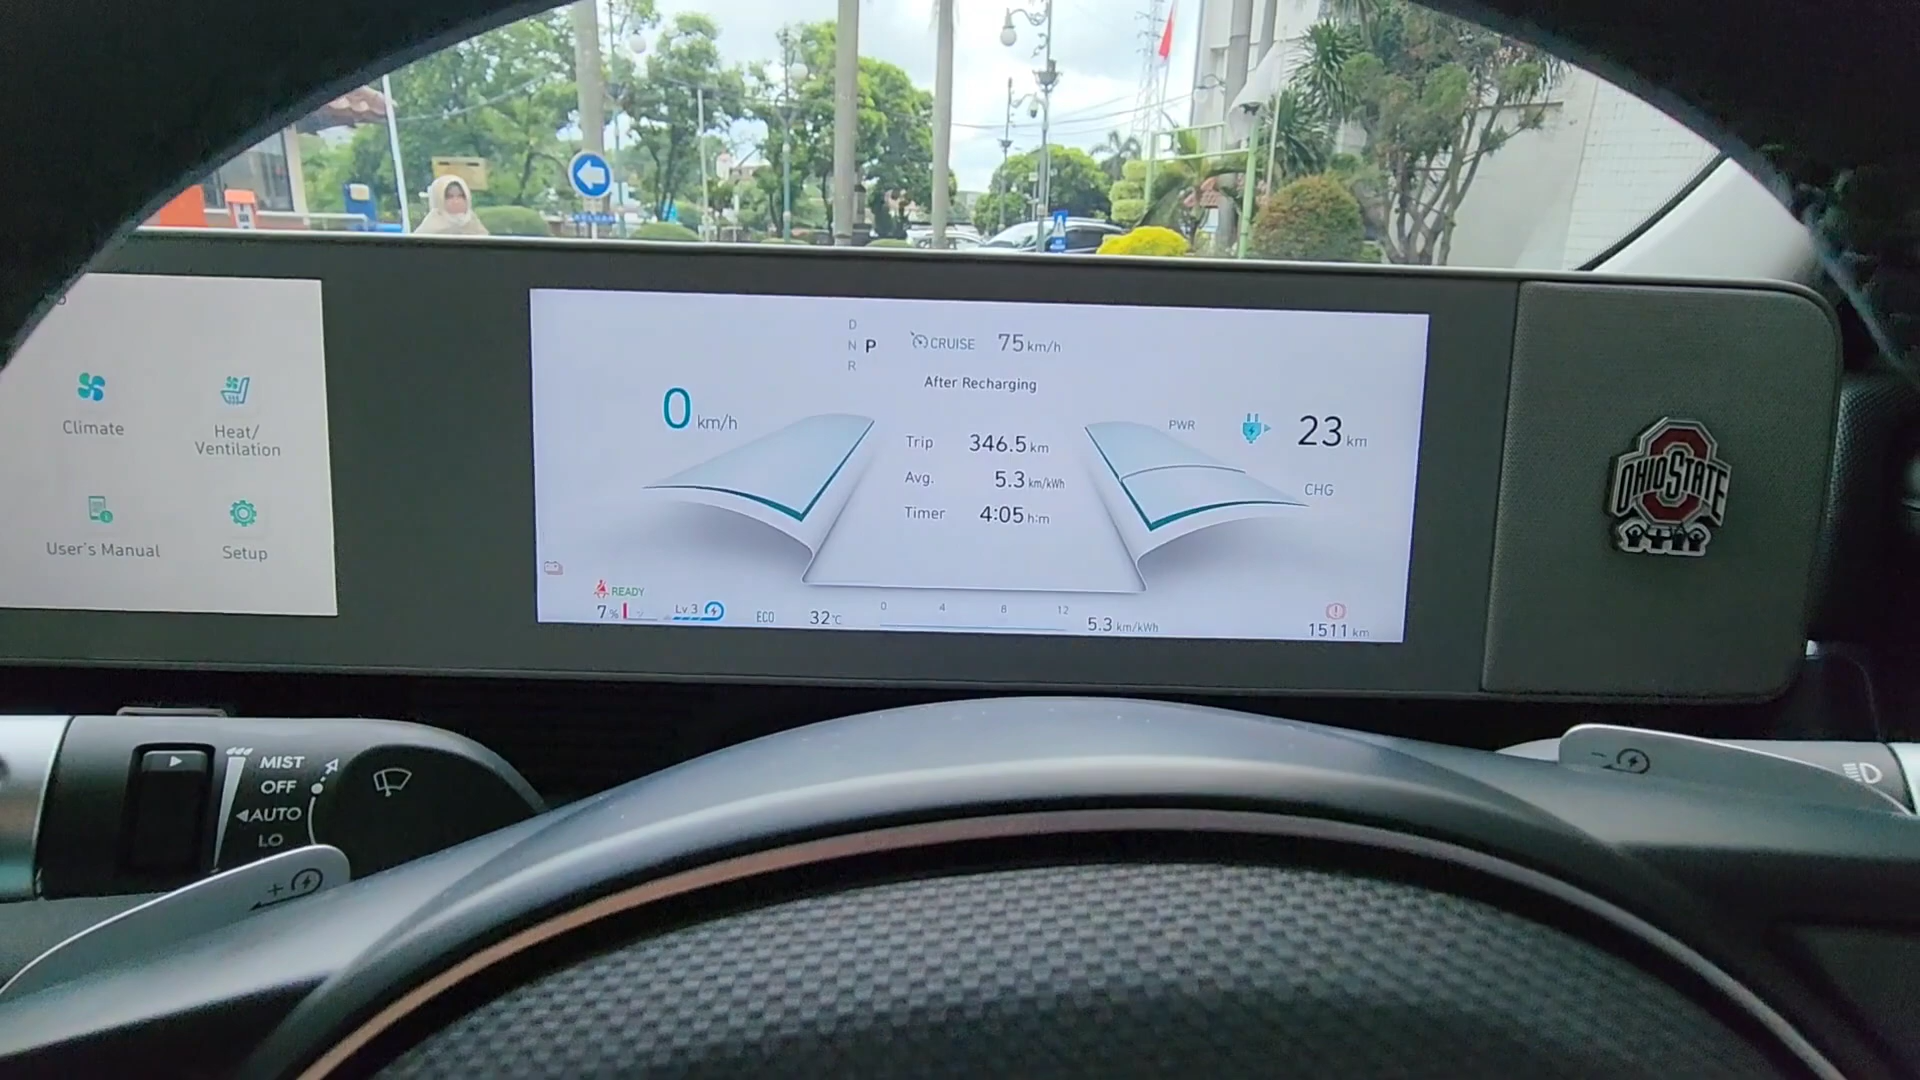 D
N P
R
CRUISE 75 km/h
After Recharging
0 km/h
Trip 346.5 km
Avg. 5.3 km/kWh
Timer 4:05 h:m
PWR
23 km
CHG
READY
7 %
Lv 3
ECO
32°C
0 4 8 12
5.3 km/kWh
1511 km
Climate
Heat/
Ventilation
User's Manual
Setup
OHIO STATE
MIST
OFF
AUTO
LO
+
-